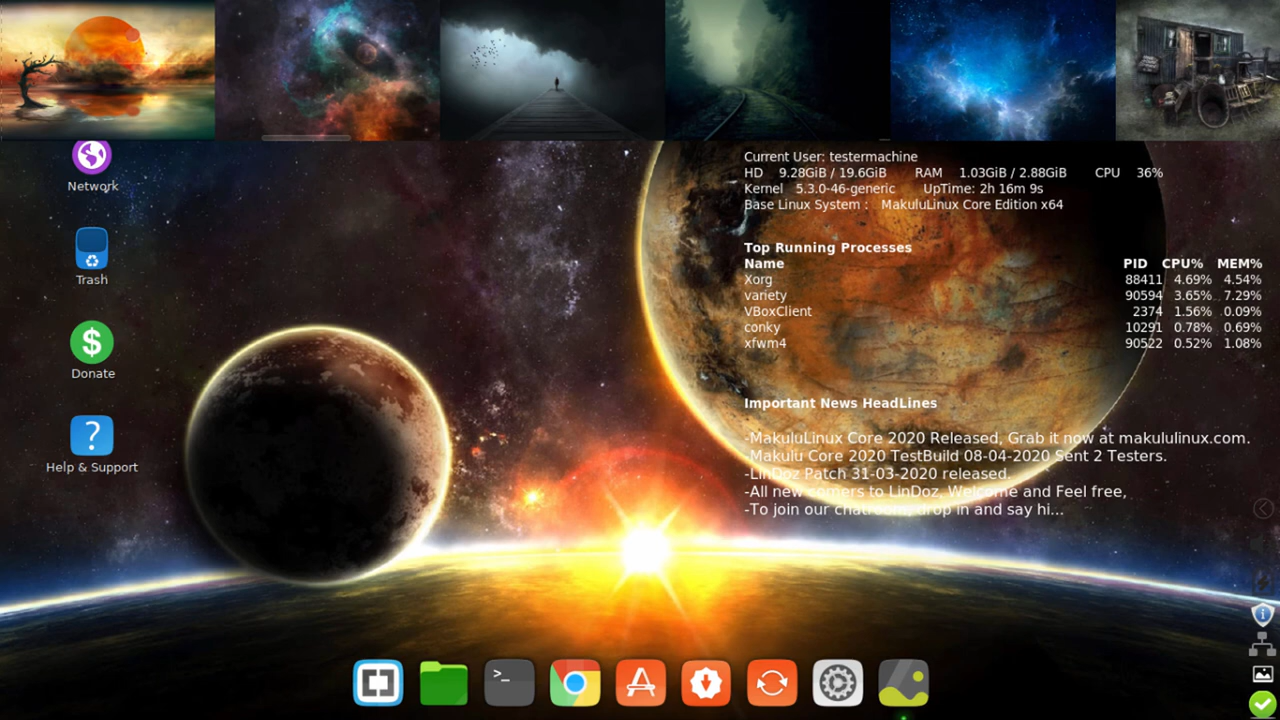 Network
Trash
Donate
Help & Support
Current User: testermachine
HD 9.28GiB / 19.6GiB RAM 1.03GiB / 2.88GiB CPU 36%
Kernel 5.3.0-46-generic UpTime: 2h 16m 9s
Base Linux System : MakuluLinux Core Edition x64
Top Running Processes
Name PID CPU% MEM%
Xorg 88411 4.69% 4.54%
variety 90594 3.65% 7.29%
VBoxClient 2374 1.56% 0.09%
conky 10291 0.78% 0.69%
xfwm4 90522 0.52% 1.08%
Important News HeadLines
-MakuluLinux Core 2020 Released, Grab it now at makululinux.com.
-Makulu Core 2020 TestBuild 08-04-2020 Sent 2 Testers.
-LinDoz Patch 31-03-2020 released.
-All new comers to LinDoz, Welcome and Feel free,
-To join our chatroom, drop in and say hi...
>_